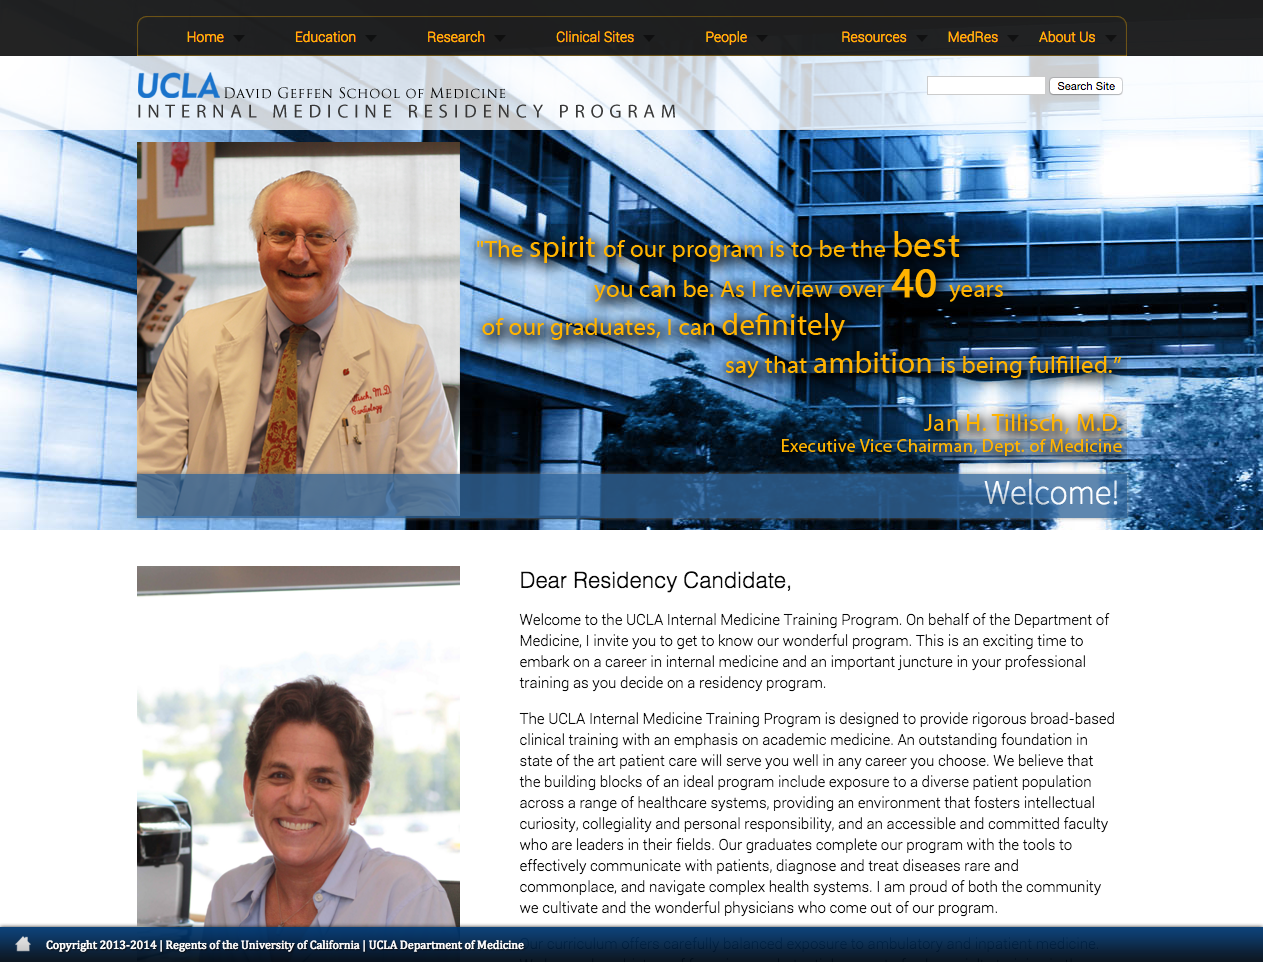 Home Education Research Clinical Sites People Resources MedRes About Us
UCLA David Geffen School of Medicine
INTERNAL MEDICINE RESIDENCY PROGRAM
Search Site
"The spirit of our program is to be the best
you can be. As I review over 40 years
of our graduates, I can definitely
say that ambition is being fulfilled."
Jan H. Tillisch, M.D.
Executive Vice Chairman, Dept. of Medicine
M.D.
Cardiology
Welcome!
Dear Residency Candidate,
Welcome to the UCLA Internal Medicine Training Program. On behalf of the Department of
Medicine, I invite you to get to know our wonderful program. This is an exciting time to
embark on a career in internal medicine and an important juncture in your professional
training as you decide on a residency program.
The UCLA Internal Medicine Training Program is designed to provide rigorous broad-based
clinical training with an emphasis on academic medicine. An outstanding foundation in
state of the art patient care will serve you well in any career you choose. We believe that
the building blocks of an ideal program include exposure to a diverse patient population
across a range of healthcare systems, providing an environment that fosters intellectual
curiosity, collegiality and personal responsibility, and an accessible and committed faculty
who are leaders in their fields. Our graduates complete our program with the tools to
effectively communicate with patients, diagnose and treat diseases rare and
commonplace, and navigate complex health systems. I am proud of both the community
we cultivate and the wonderful physicians who come out of our program.
Copyright 2013-2014 | Regents of the University of California | UCLA Department of Medicine